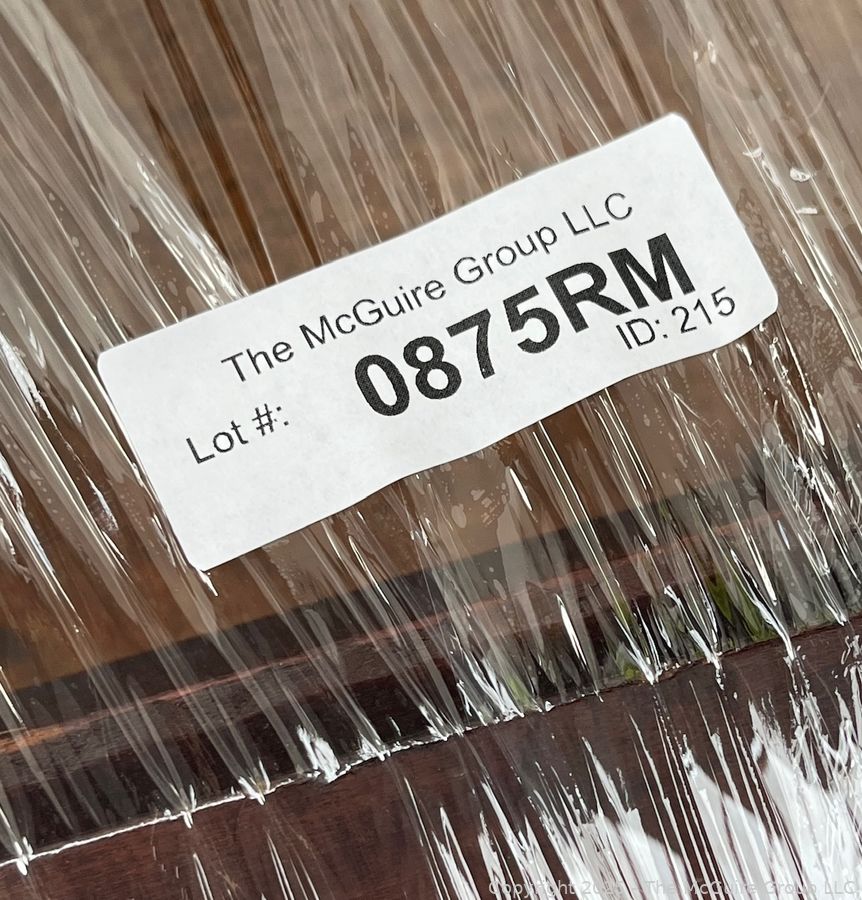 The McGuire Group LLC
Lot #: 0875RM
ID: 215
The McGuire Group LLC